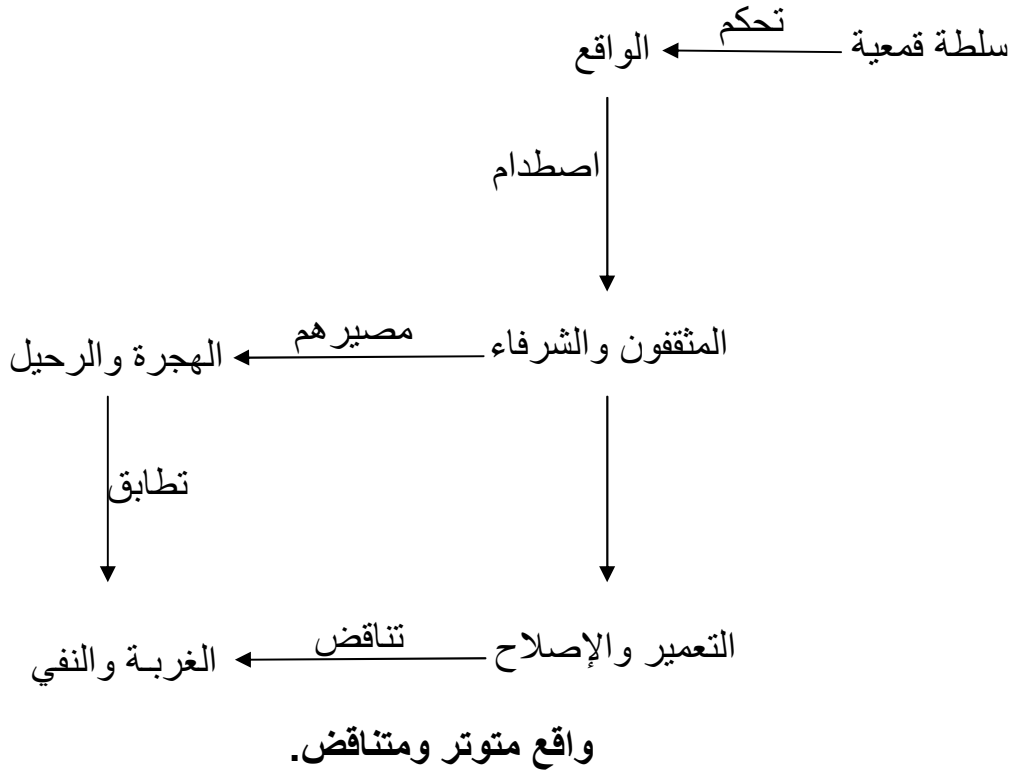 سلطة قمعية تحكم الواقع
اصطدام
المثقفون والشرفاء مصيرهم الهجرة والرحيل
تطابق
التعمير والإصلاح تناقض الغربة والنفي
واقع متوتر ومتناقض.